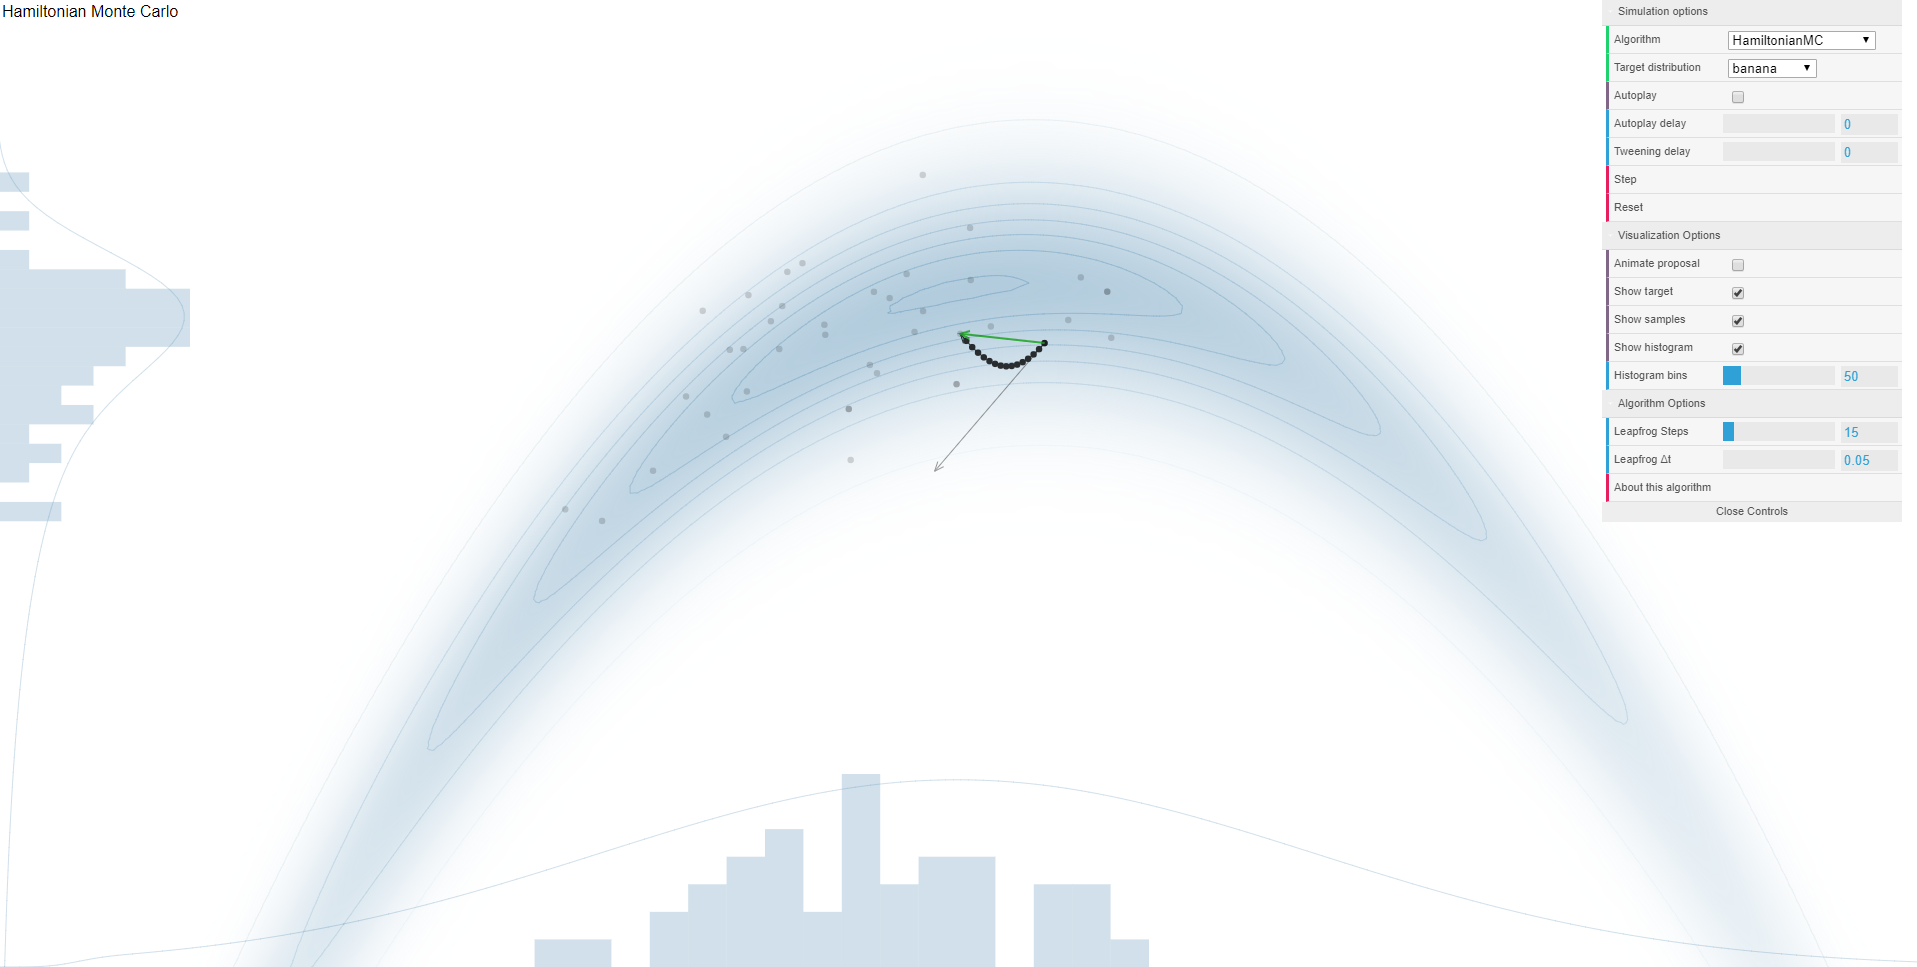 Hamiltonian Monte Carlo
Simulation options
Algorithm HamiltonianMC
Target distribution banana
Autoplay
Autoplay delay 0
Tweening delay 0
Step
Reset
Visualization Options
Animate proposal
Show target
Show samples
Show histogram
Histogram bins 50
Algorithm Options
Leapfrog Steps 15
Leapfrog Δt 0.05
About this algorithm
Close Controls